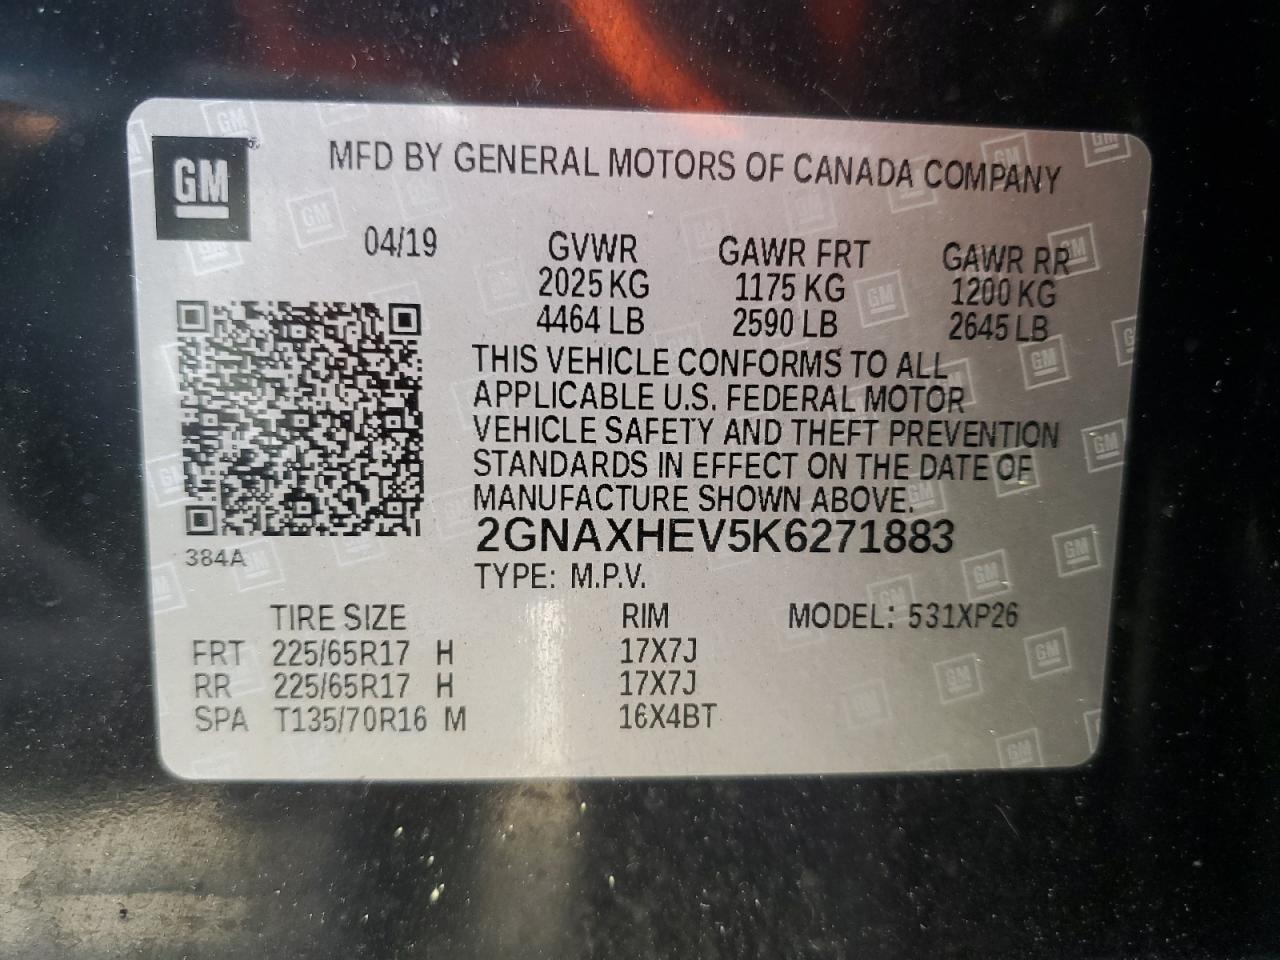 GM
MFD BY GENERAL MOTORS OF CANADA COMPANY
04/19 GVWR GAWR FRT GAWR RR
2025 KG 1175 KG 1200 KG
4464 LB 2590 LB 2645 LB
THIS VEHICLE CONFORMS TO ALL
APPLICABLE U.S. FEDERAL MOTOR
VEHICLE SAFETY AND THEFT PREVENTION
STANDARDS IN EFFECT ON THE DATE OF
MANUFACTURE SHOWN ABOVE.
2GNAXHEV5K6271883
384A
TYPE: M.P.V.
TIRE SIZE RIM MODEL: 531XP26
FRT 225/65R17 H 17X7J
RR 225/65R17 H 17X7J
SPA T135/70R16 M 16X4BT